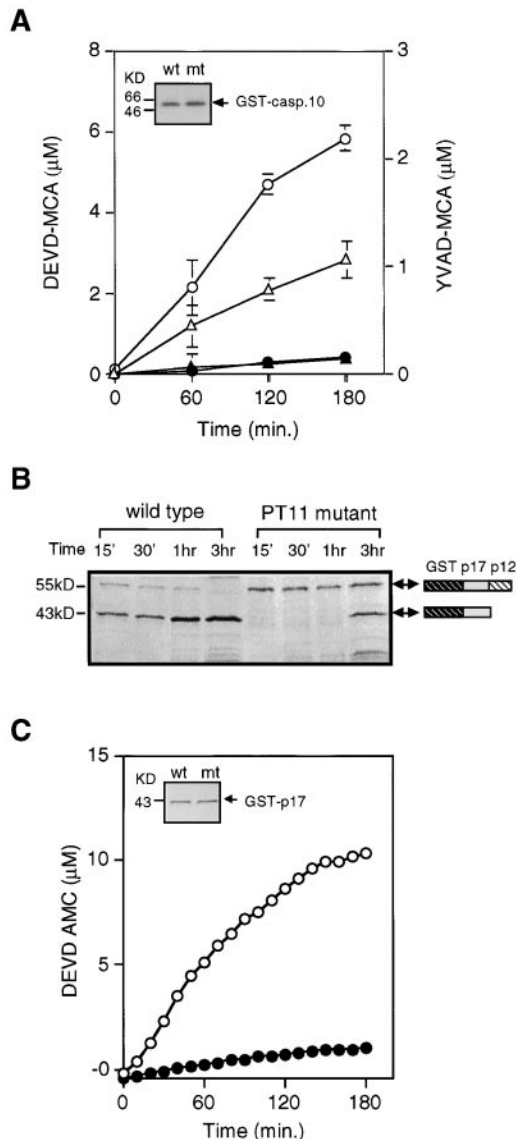 A
KD
wt mt
66
46
GST-casp.10
8
6
4
2
0
DEVD-MCA (μM)
3
2
1
0
YVAD-MCA (μM)
0 60 120 180
Time (min.)
B
wild type PT11 mutant
Time 15' 30' 1hr 3hr 15' 30' 1hr 3hr
GST p17 p12
55kD
43kD
C
KD
wt mt
43
GST-p17
15
10
5
-0
DEVD AMC (μM)
0 60 120 180
Time (min.)